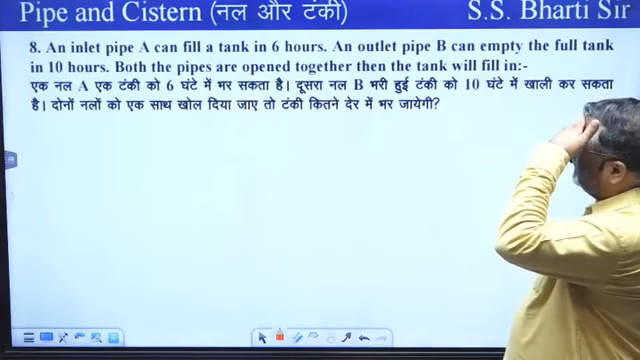 Pipe and Cistern (नल और टंकी) S.S. Bharti Sir
8. An inlet pipe A can fill a tank in 6 hours. An outlet pipe B can empty the full tank
in 10 hours. Both the pipes are opened together then the tank will fill in:-
एक नल A एक टंकी को 6 घंटे में भर सकता है। दूसरा नल B भरी हुई टंकी को 10 घंटे में खाली कर सकता
है। दोनों नलों को एक साथ खोल दिया जाए तो टंकी कितने देर में भर जायेगी?